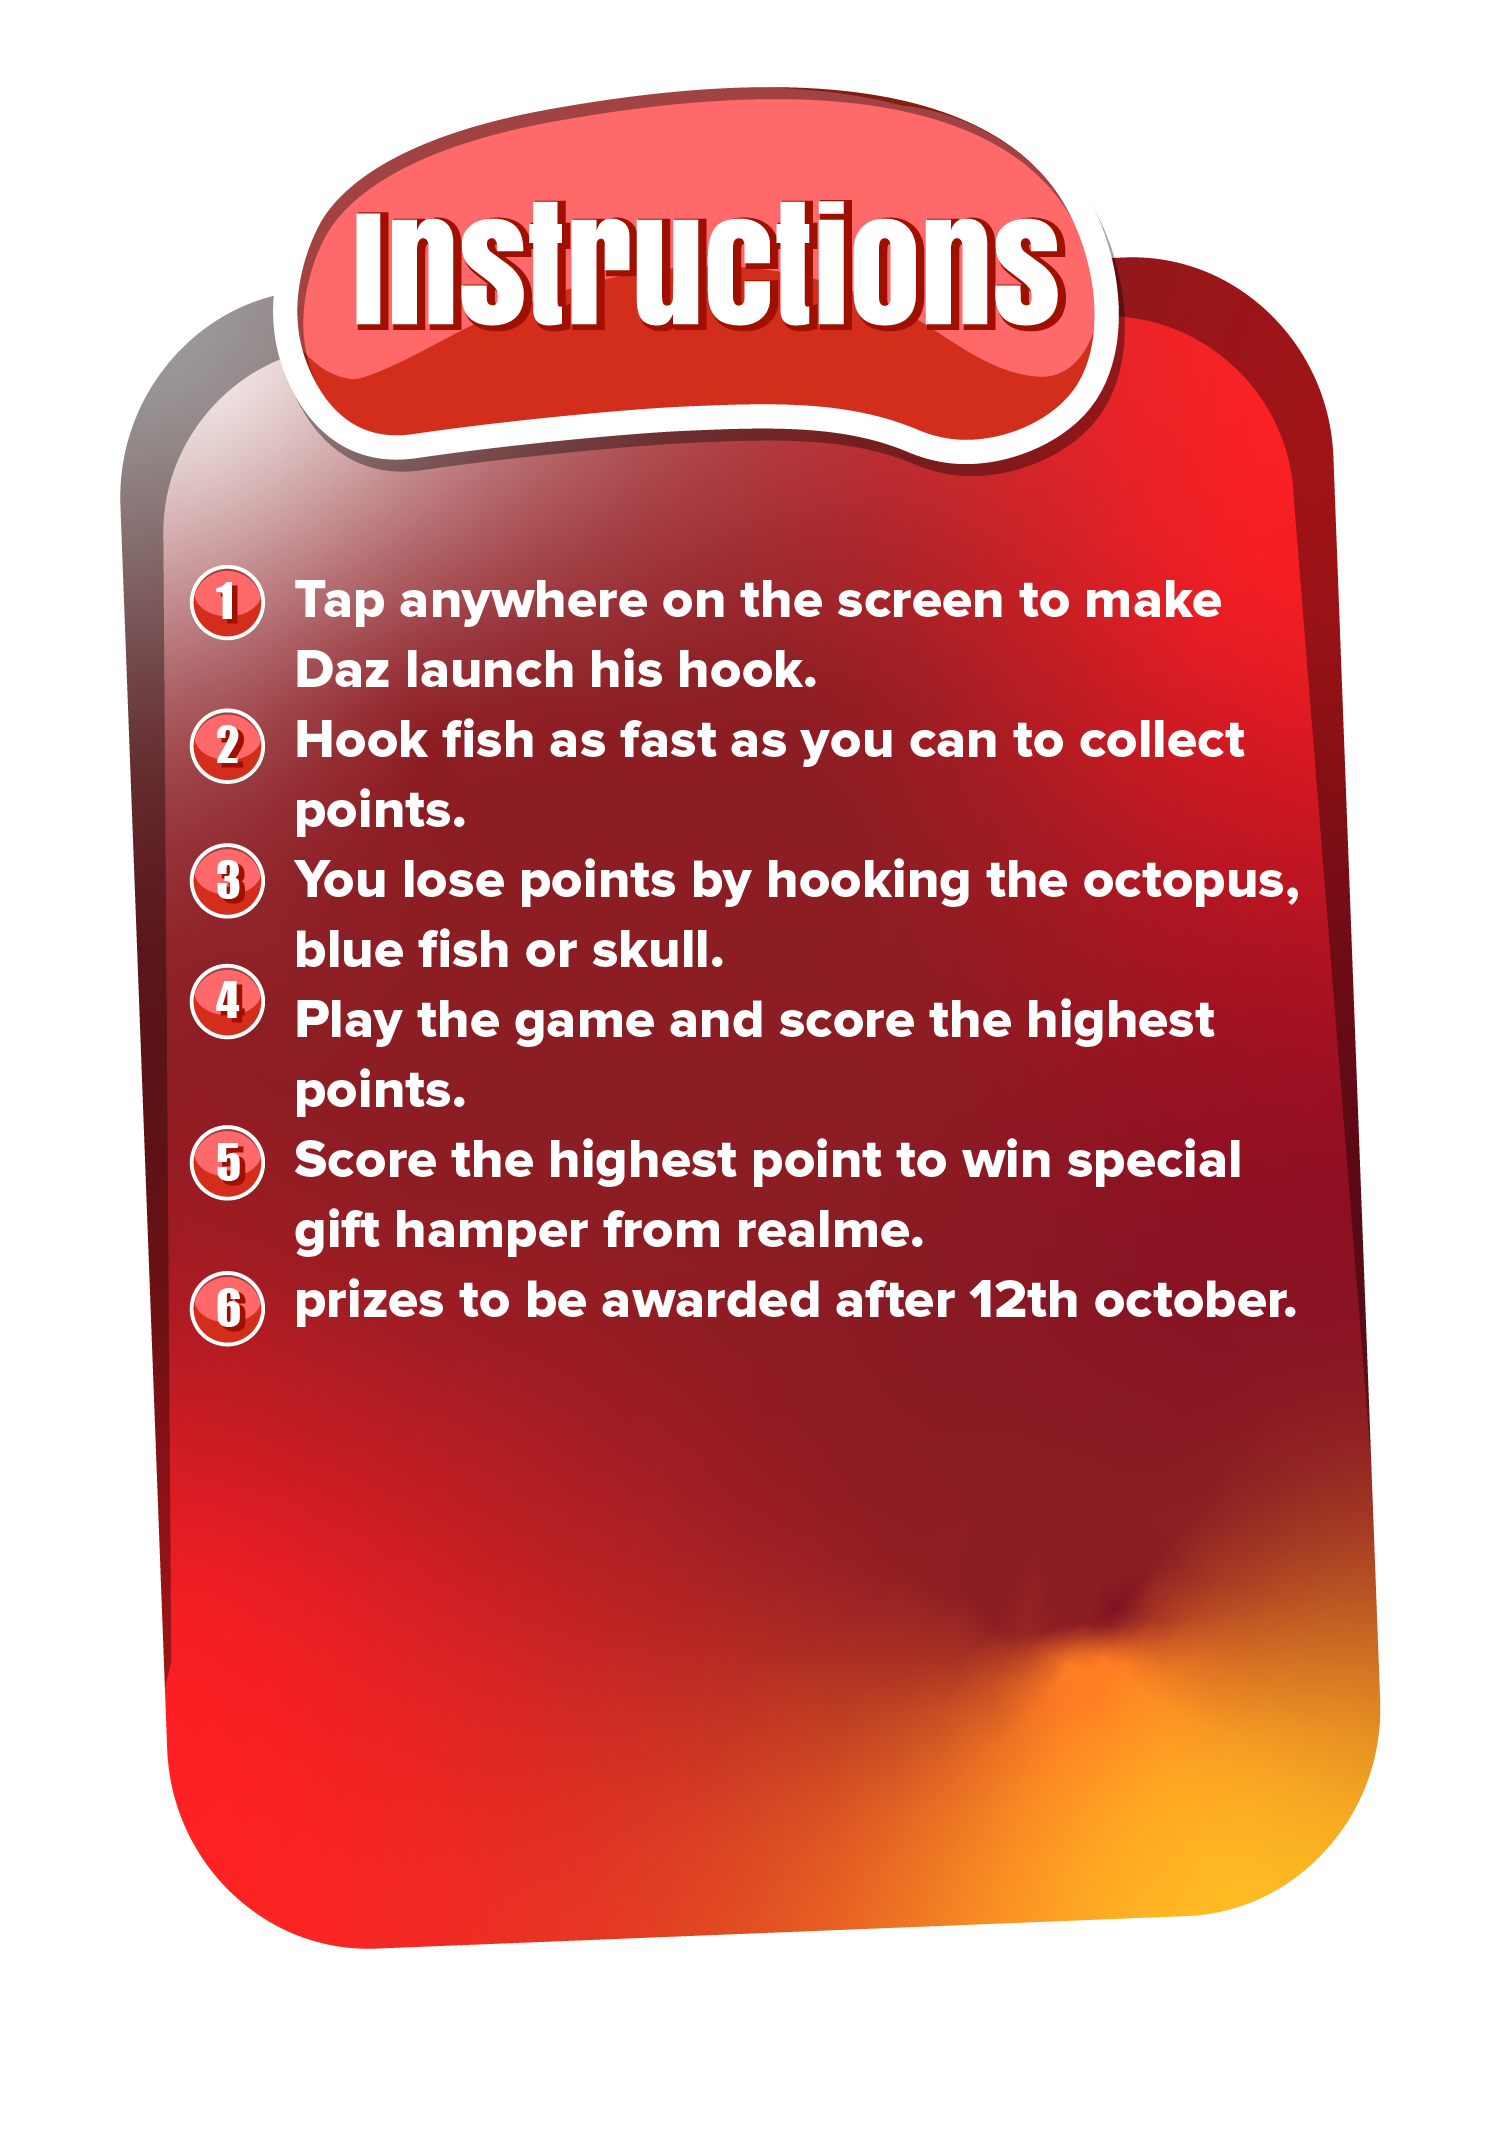 Instructions
1 Tap anywhere on the screen to make
Daz launch his hook.
2 Hook fish as fast as you can to collect
points.
3 You lose points by hooking the octopus,
blue fish or skull.
4 Play the game and score the highest
points.
5 Score the highest point to win special
gift hamper from realme.
6 prizes to be awarded after 12th october.